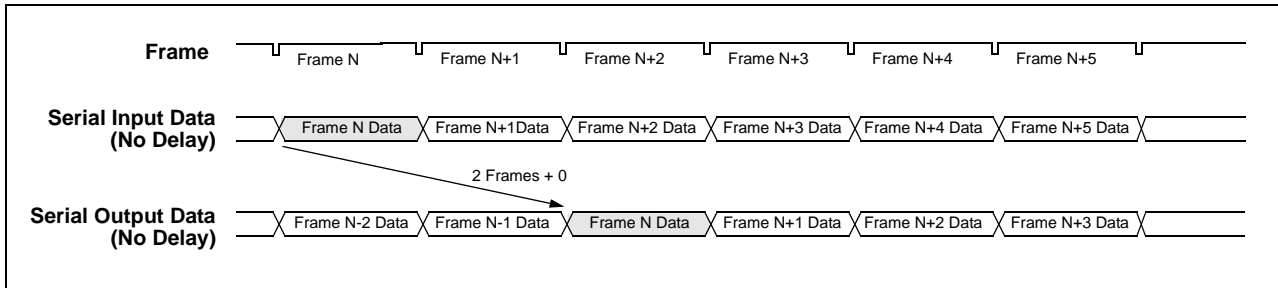 Frame
Frame N
Frame N+1
Frame N+2
Frame N+3
Frame N+4
Frame N+5
Serial Input Data
(No Delay)
Frame N Data
Frame N+1Data
Frame N+2 Data
Frame N+3 Data
Frame N+4 Data
Frame N+5 Data
2 Frames + 0
Serial Output Data
(No Delay)
Frame N-2 Data
Frame N-1 Data
Frame N Data
Frame N+1 Data
Frame N+2 Data
Frame N+3 Data